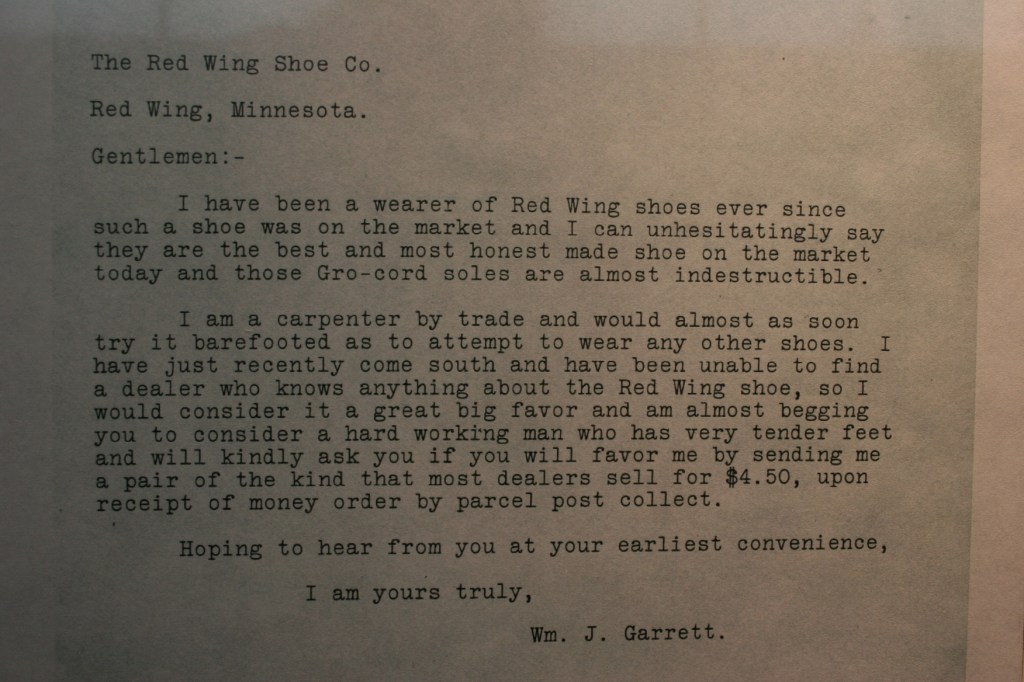 The Red Wing Shoe Co.
Red Wing, Minnesota.
Gentlemen:-
I have been a wearer of Red Wing shoes ever since
such a shoe was on the market and I can unhesitatingly say
they are the best and most honest made shoe on the market
today and those Gro-cord soles are almost indestructible.
I am a carpenter by trade and would almost as soon
try it barefooted as to attempt to wear any other shoes. I
have just recently come south and have been unable to find
a dealer who knows anything about the Red Wing shoe, so I
would consider it a great big favor and am almost begging
you to consider a hard working man who has very tender feet
and will kindly ask you if you will favor me by sending me
a pair of the kind that most dealers sell for $4.50, upon
receipt of money order by parcel post collect.
Hoping to hear from you at your earliest convenience,
I am yours truly,
Wm. J. Garrett.